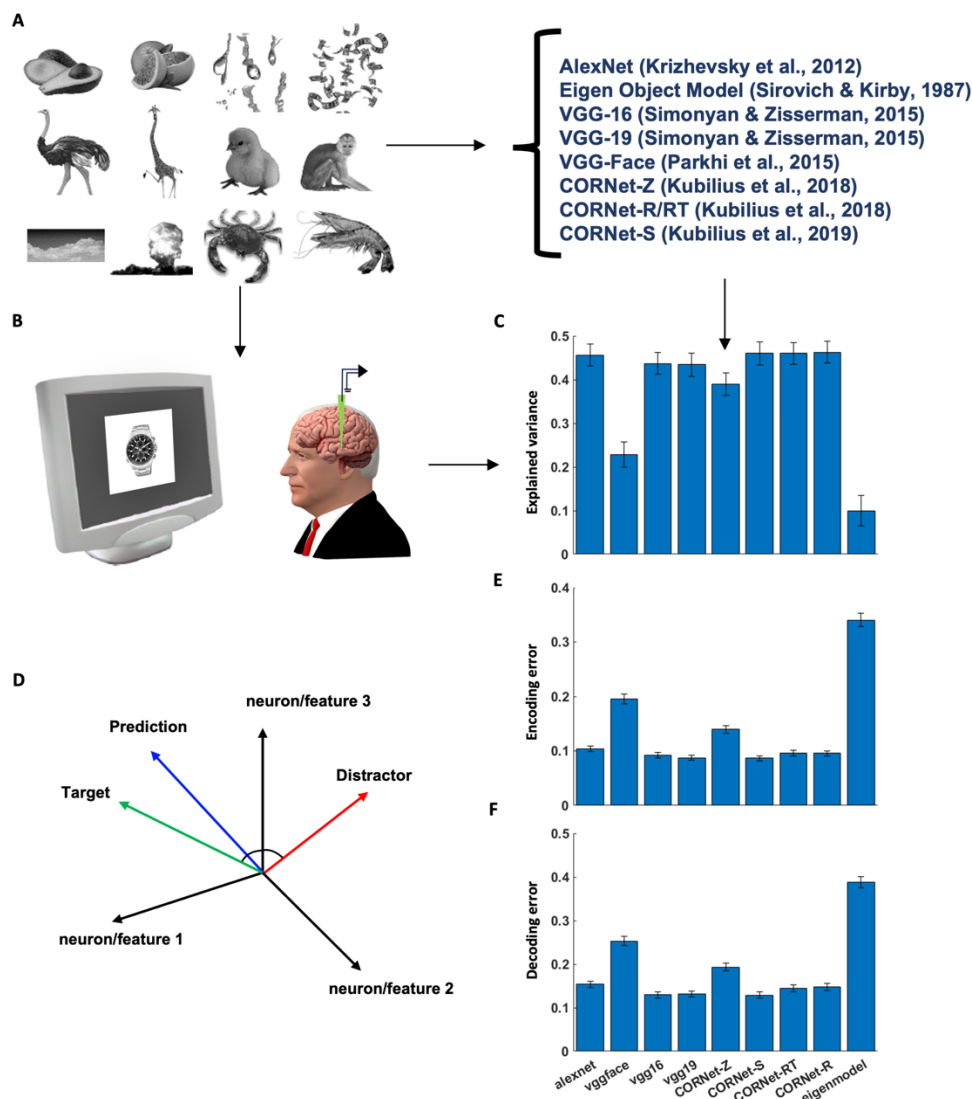 A
AlexNet (Krizhevsky et al., 2012)
Eigen Object Model (Sirovich & Kirby, 1987)
VGG-16 (Simonyan & Zisserman, 2015)
VGG-19 (Simonyan & Zisserman, 2015)
VGG-Face (Parkhi et al., 2015)
CORNet-Z (Kubilius et al., 2018)
CORNet-R/RT (Kubilius et al., 2018)
CORNet-S (Kubilius et al., 2019)
B
C
Explained variance
0.5
0.4
0.3
0.2
0.1
0
D
neuron/feature 3
Prediction
Target
Distractor
neuron/feature 1
neuron/feature 2
E
Encoding error
0.4
0.3
0.2
0.1
0
F
Decoding error
0.5
0.4
0.3
0.2
0.1
0
alexnet
vggface
vgg16
vgg19
CORNet-Z
CORNet-S
CORNet-RT
CORNet-R
eigenmodel